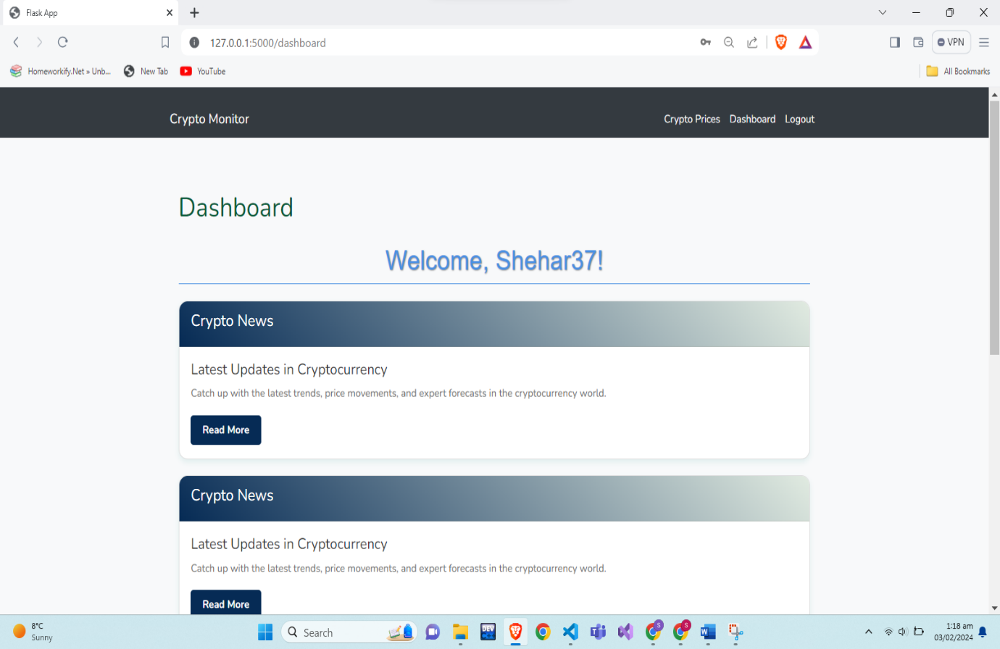 Flask App
127.0.0.1:5000/dashboard
VPN
Homeworkify.Net » Unb...
New Tab
YouTube
All Bookmarks
Crypto Monitor
Crypto Prices
Dashboard
Logout
Dashboard
Welcome, Shehar37!
Crypto News
Latest Updates in Cryptocurrency
Catch up with the latest trends, price movements, and expert forecasts in the cryptocurrency world.
Read More
Crypto News
Latest Updates in Cryptocurrency
Catch up with the latest trends, price movements, and expert forecasts in the cryptocurrency world.
Read More
8°C
Sunny
Search
DEV
S
S
W
1:18 am
03/02/2024